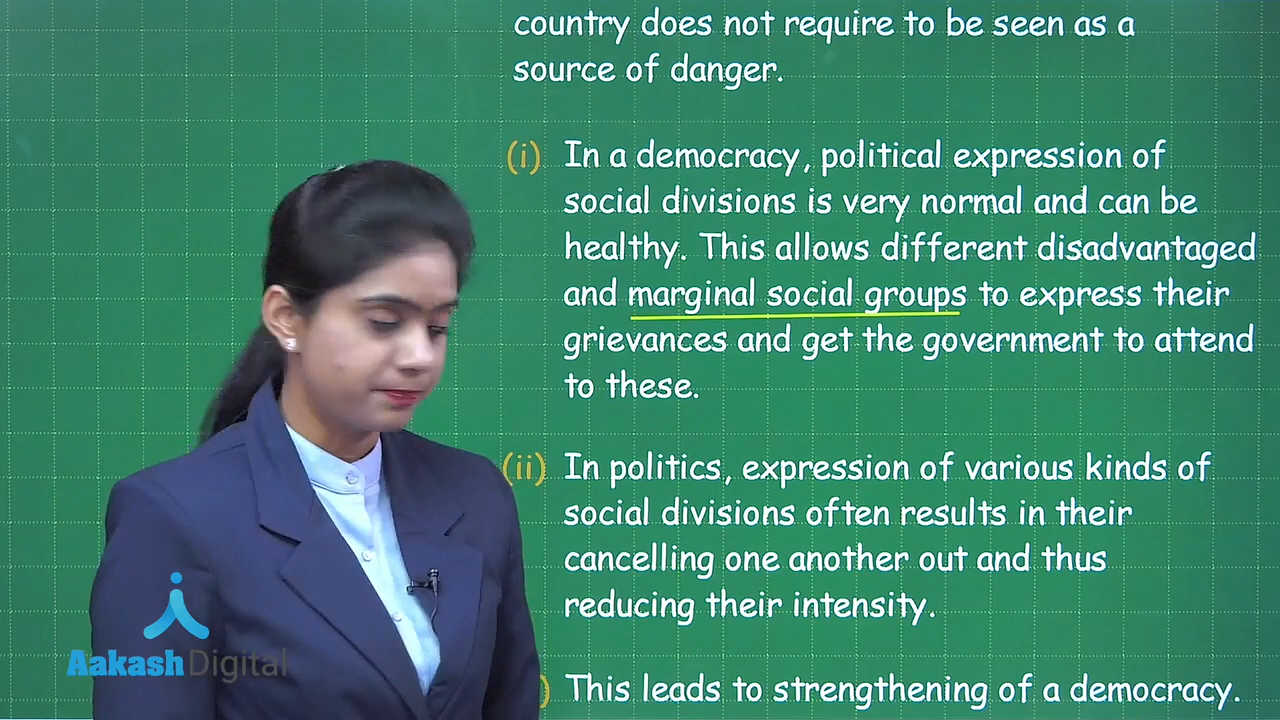 country does not require to be seen as a
source of danger.
(i) In a democracy, political expression of
social divisions is very normal and can be
healthy. This allows different disadvantaged
and marginal social groups to express their
grievances and get the government to attend
to these.
(ii) In politics, expression of various kinds of
social divisions often results in their
cancelling one another out and thus
reducing their intensity.
) This leads to strengthening of a democracy.
Aakash Digital